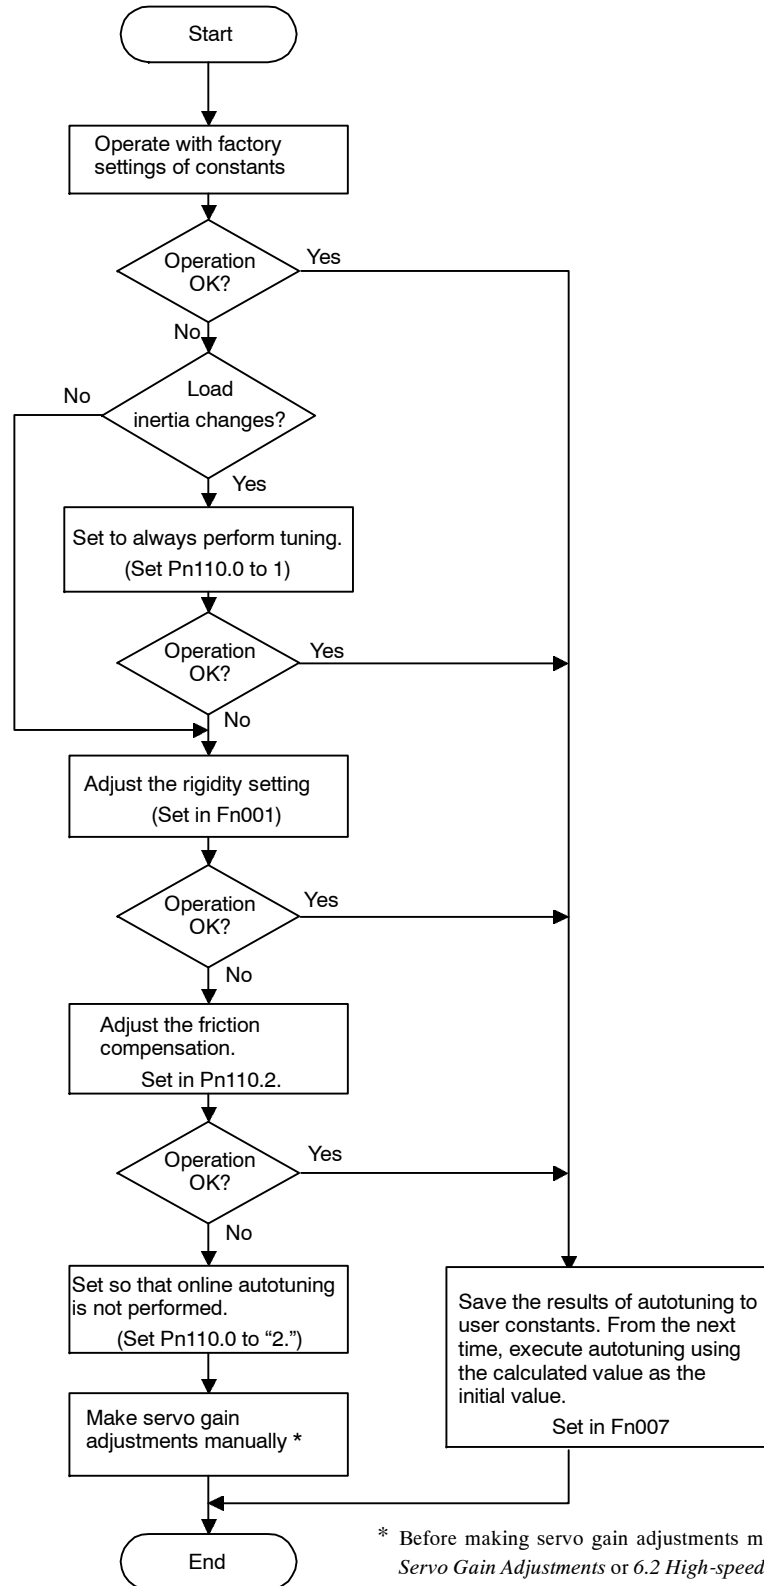 Start
Operate with factory
settings of constants
Operation
OK?
Yes
No
Load
inertia changes?
No
Yes
Set to always perform tuning.
(Set Pn110.0 to 1)
Operation
OK?
Yes
No
Adjust the rigidity setting
(Set in Fn001)
Operation
OK?
Yes
No
Adjust the friction
compensation.
Set in Pn110.2.
Operation
OK?
Yes
No
Set so that online autotuning
is not performed.
(Set Pn110.0 to “2.”)
Save the results of autotuning to
user constants. From the next
time, execute autotuning using
the calculated value as the
initial value.
Set in Fn007
Make servo gain
adjustments manually *
End
* Before making servo gain adjustments m
Servo Gain Adjustments or 6.2 High-speed